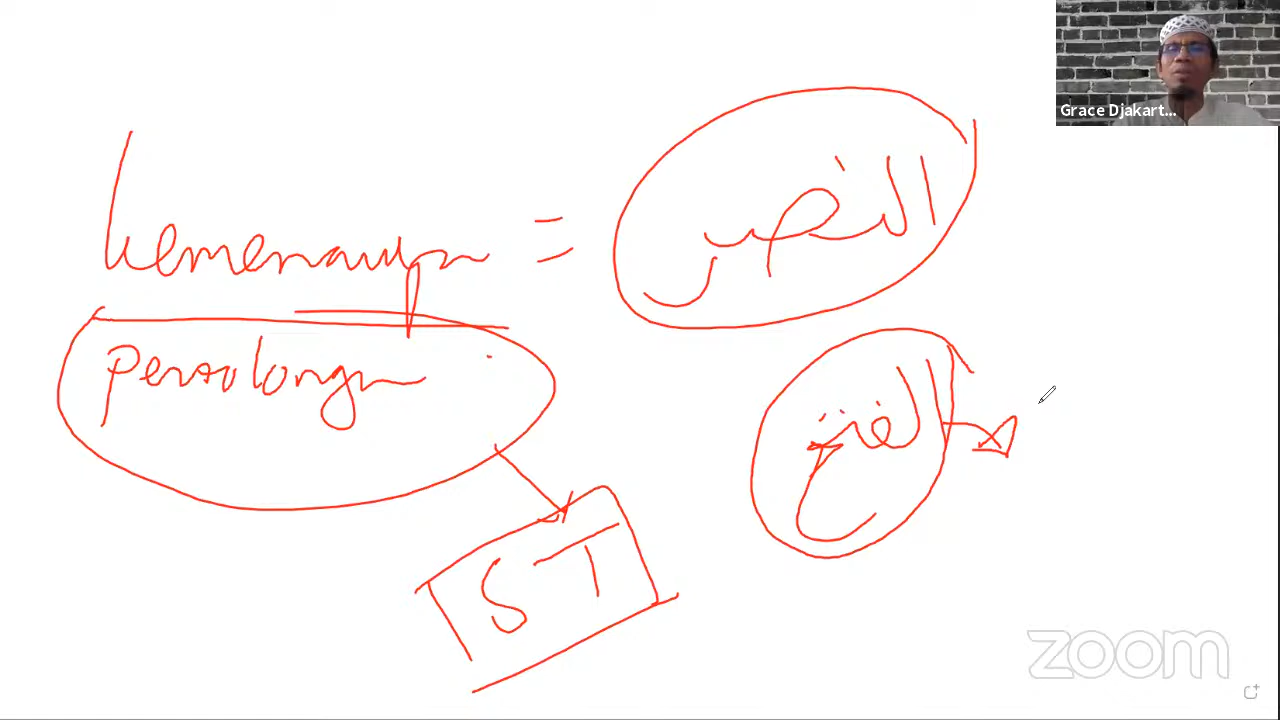 Grace Djakart...
kemenangan = النصر
pertolongan
الفتح
ST
zoom